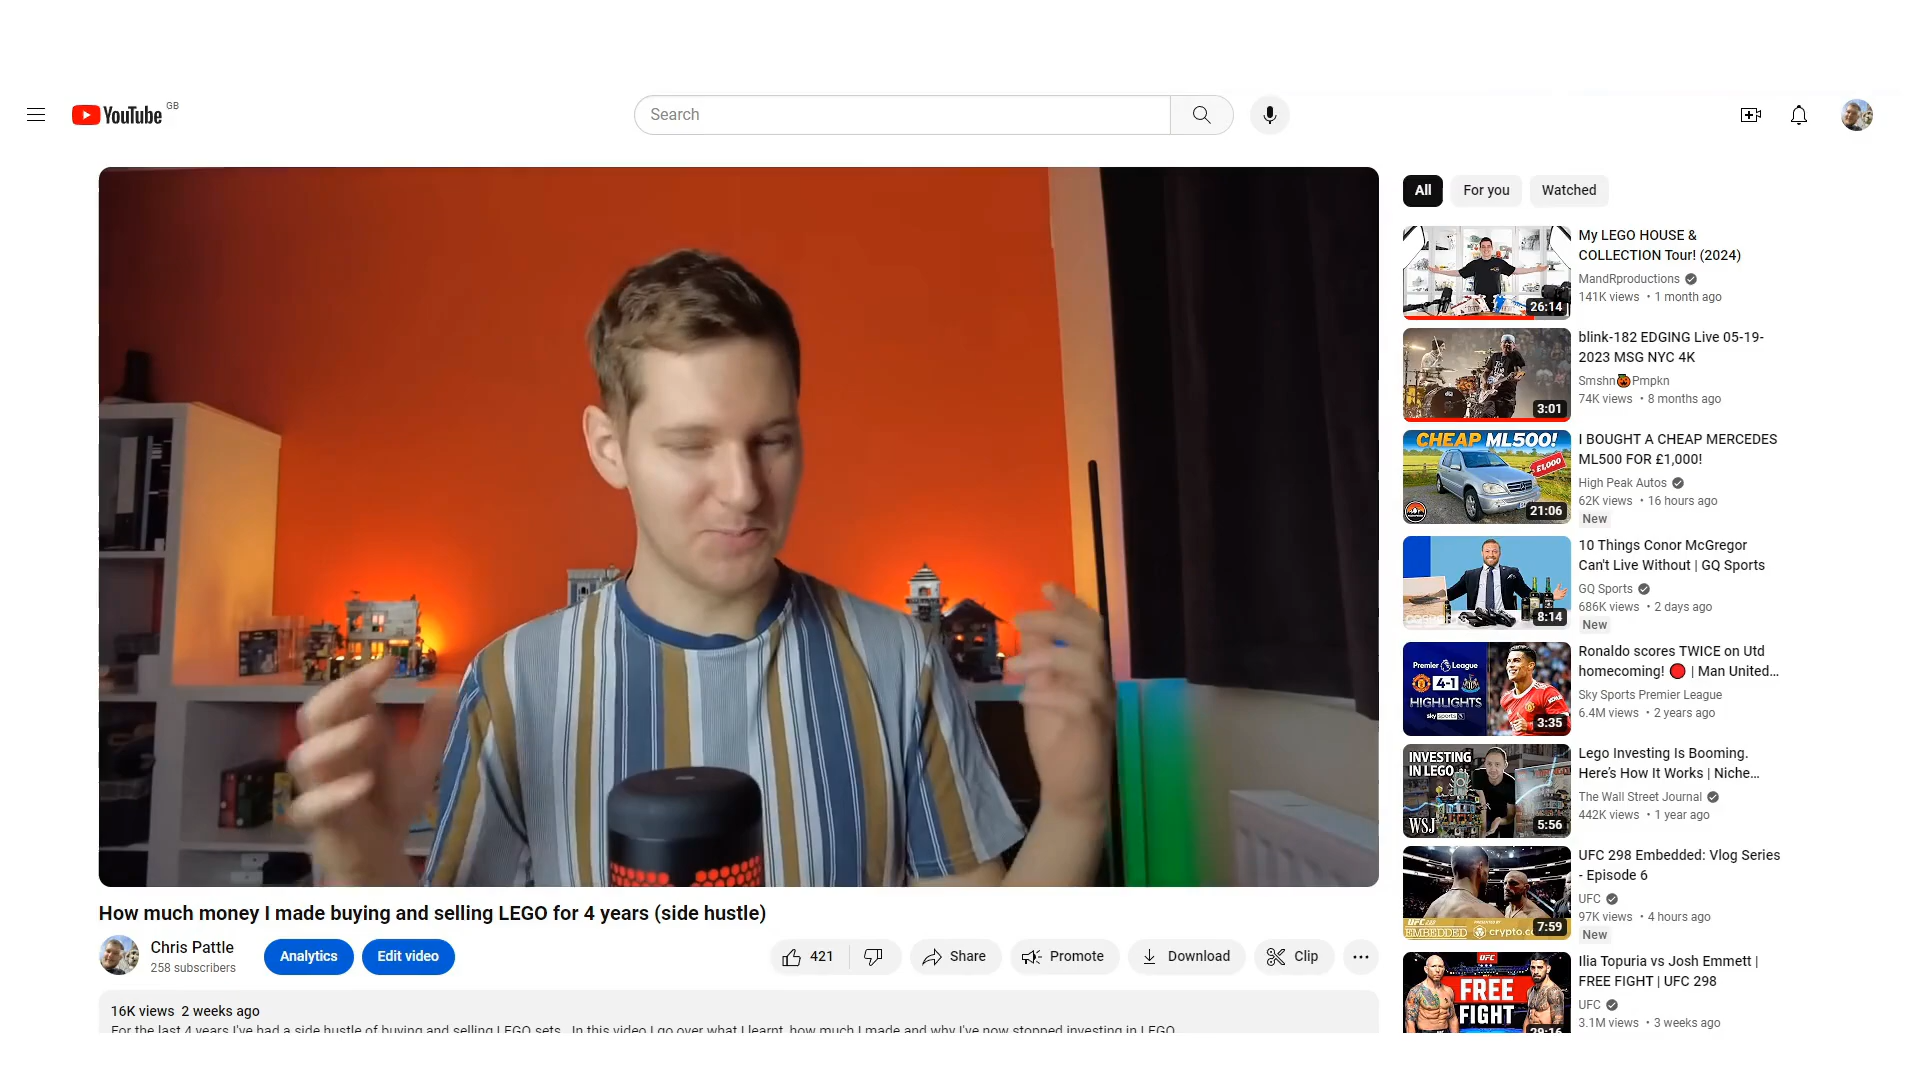 YouTube GB
Search
All
For you
Watched
My LEGO HOUSE &
COLLECTION Tour! (2024)
MandRproductions
141K views • 1 month ago
26:14
blink-182 EDGING Live 05-19-
2023 MSG NYC 4K
Smshn🎃Pmpkn
74K views • 8 months ago
3:01
CHEAP ML500!
£1,000
21:06
I BOUGHT A CHEAP MERCEDES
ML500 FOR £1,000!
High Peak Autos
62K views • 16 hours ago
New
8:14
10 Things Conor McGregor
Can't Live Without | GQ Sports
GQ Sports
686K views • 2 days ago
New
Premier League
4-1
HIGHLIGHTS
sky sports
3:35
Ronaldo scores TWICE on Utd
homecoming! 🔴 | Man United...
Sky Sports Premier League
6.4M views • 2 years ago
INVESTING
IN LEGO
WSJ
5:56
Lego Investing Is Booming.
Here's How It Works | Niche...
The Wall Street Journal
442K views • 1 year ago
EMBEDDED
7:59
UFC 298 Embedded: Vlog Series
- Episode 6
UFC
97K views • 4 hours ago
New
UFC
FREE
FIGHT
29:16
Ilia Topuria vs Josh Emmett |
FREE FIGHT | UFC 298
UFC
3.1M views • 3 weeks ago
How much money I made buying and selling LEGO for 4 years (side hustle)
Chris Pattle
258 subscribers
Analytics
Edit video
421
Share
Promote
Download
Clip
16K views 2 weeks ago
For the last 4 years I've had a side hustle of buying and selling LEGO sets. In this video I go over what I learnt, how much I made and why I've now stopped investing in LEGO